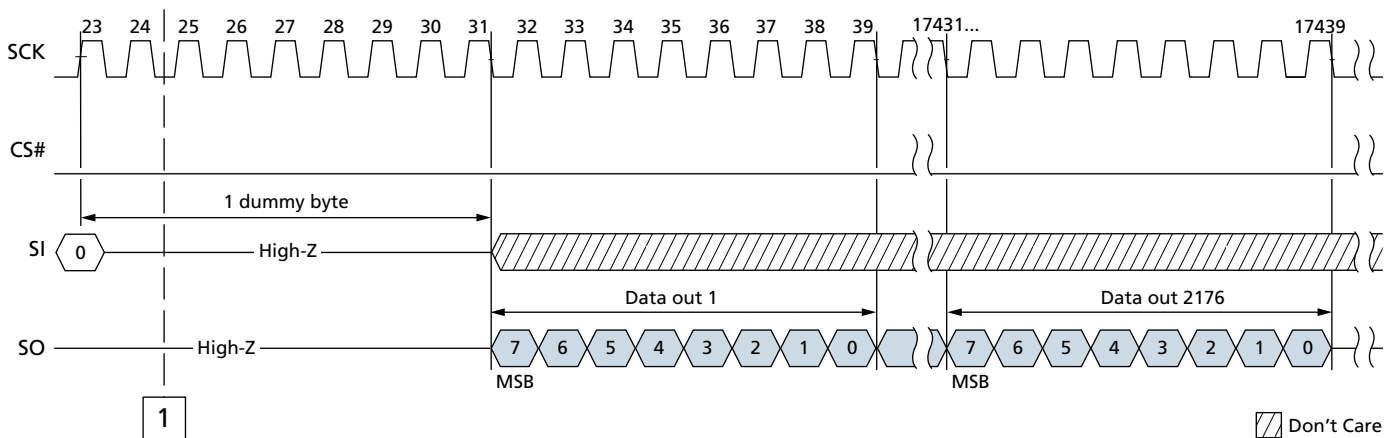 23 24 25 26 27 28 29 30 31 32 33 34 35 36 37 38 39 17431... 17439
SCK
CS#
1 dummy byte
SI 0 High-Z
Data out 1 Data out 2176
SO High-Z 7 6 5 4 3 2 1 0 7 6 5 4 3 2 1 0
MSB MSB
1
Don't Care